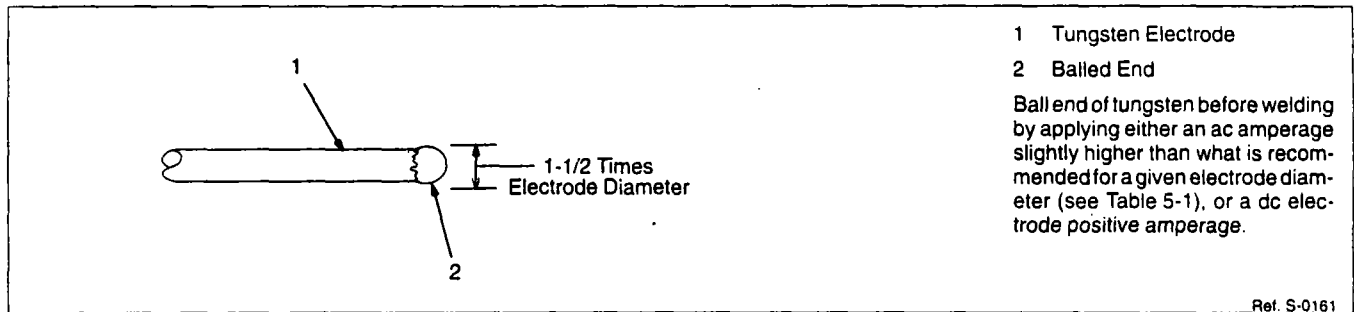 1
1-1/2 Times
Electrode Diameter
2
1 Tungsten Electrode
2 Balled End
Ball end of tungsten before welding
by applying either an ac amperage
slightly higher than what is recom-
mended for a given electrode diam-
eter (see Table 5-1), or a dc elec-
trode positive amperage.
Ref. S-0161